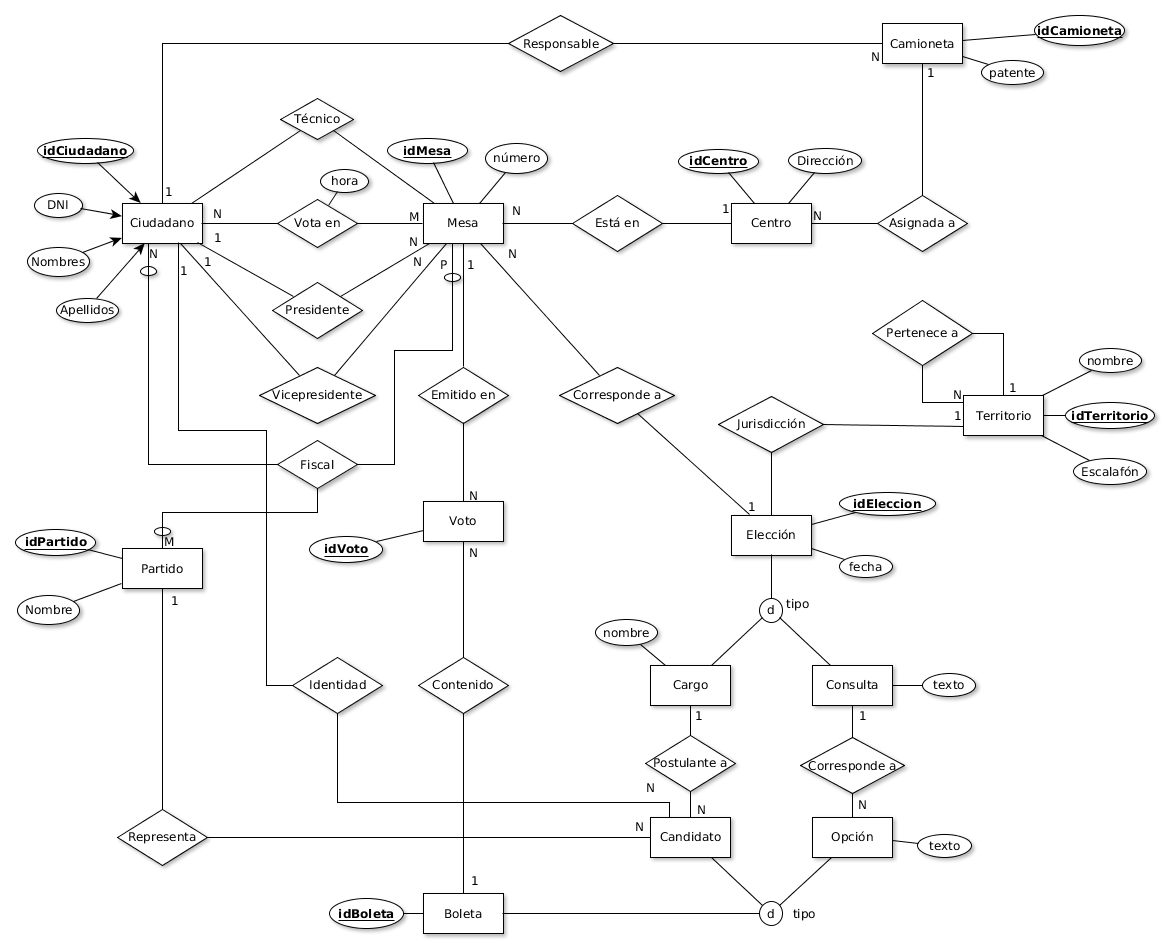 Responsable
Camioneta
idCamioneta
N
1
patente
Técnico
idCiudadano
idMesa
número
idCentro
Dirección
hora
1
DNI
Ciudadano
N
Vota en
M
Mesa
N
Está en
1
Centro
N
Asignada a
Nombres
N
1
1
1
N
N
P
1
N
Apellidos
Presidente
Pertenece a
nombre
Vicepresidente
Emitido en
Corresponde a
N
1
1
Territorio
idTerritorio
Jurisdicción
Fiscal
Escalafón
N
1
idEleccion
Voto
Elección
idPartido
M
idVoto
Partido
N
fecha
Nombre
1
d
tipo
nombre
Identidad
Contenido
Cargo
Consulta
texto
1
1
Postulante a
Corresponde a
N
N
N
Representa
N
Candidato
Opción
texto
1
idBoleta
Boleta
d
tipo